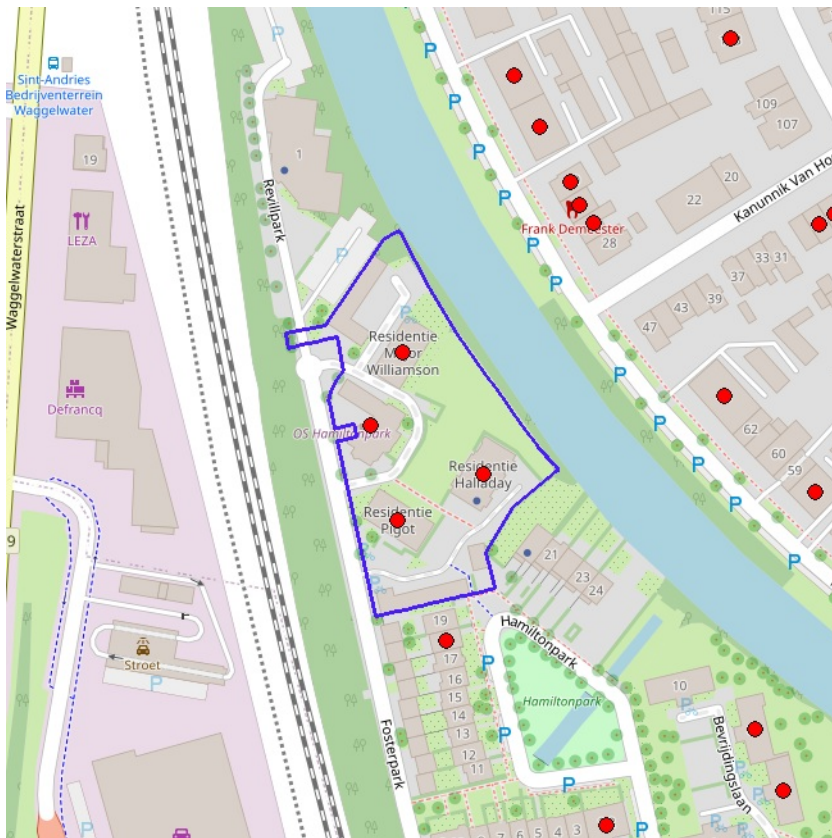 115
P
P
P
Sint-Andries
Bedrijventerrein
Waggelwater
109
107
19
1
P
20
22
Kanunnik Van Ho
Revillpark
P
Frank Demeester
28
P
LEZA
P
33
31
37
39
43
47
P
Waggelwaterstraat
Residentie
Major
Williamson
P
Defrancq
OS Hamiltonpark
P
62
60
59
Residentie
Halladay
Residentie
Pigot
9
P
21
23
24
19
17
Hamiltonpark
Stroet
P
P
16
15
14
13
12
11
10
Hamiltonpark
P
Fosterpark
Bevrijdingslaan
P
P
P
7
6
5
4
3